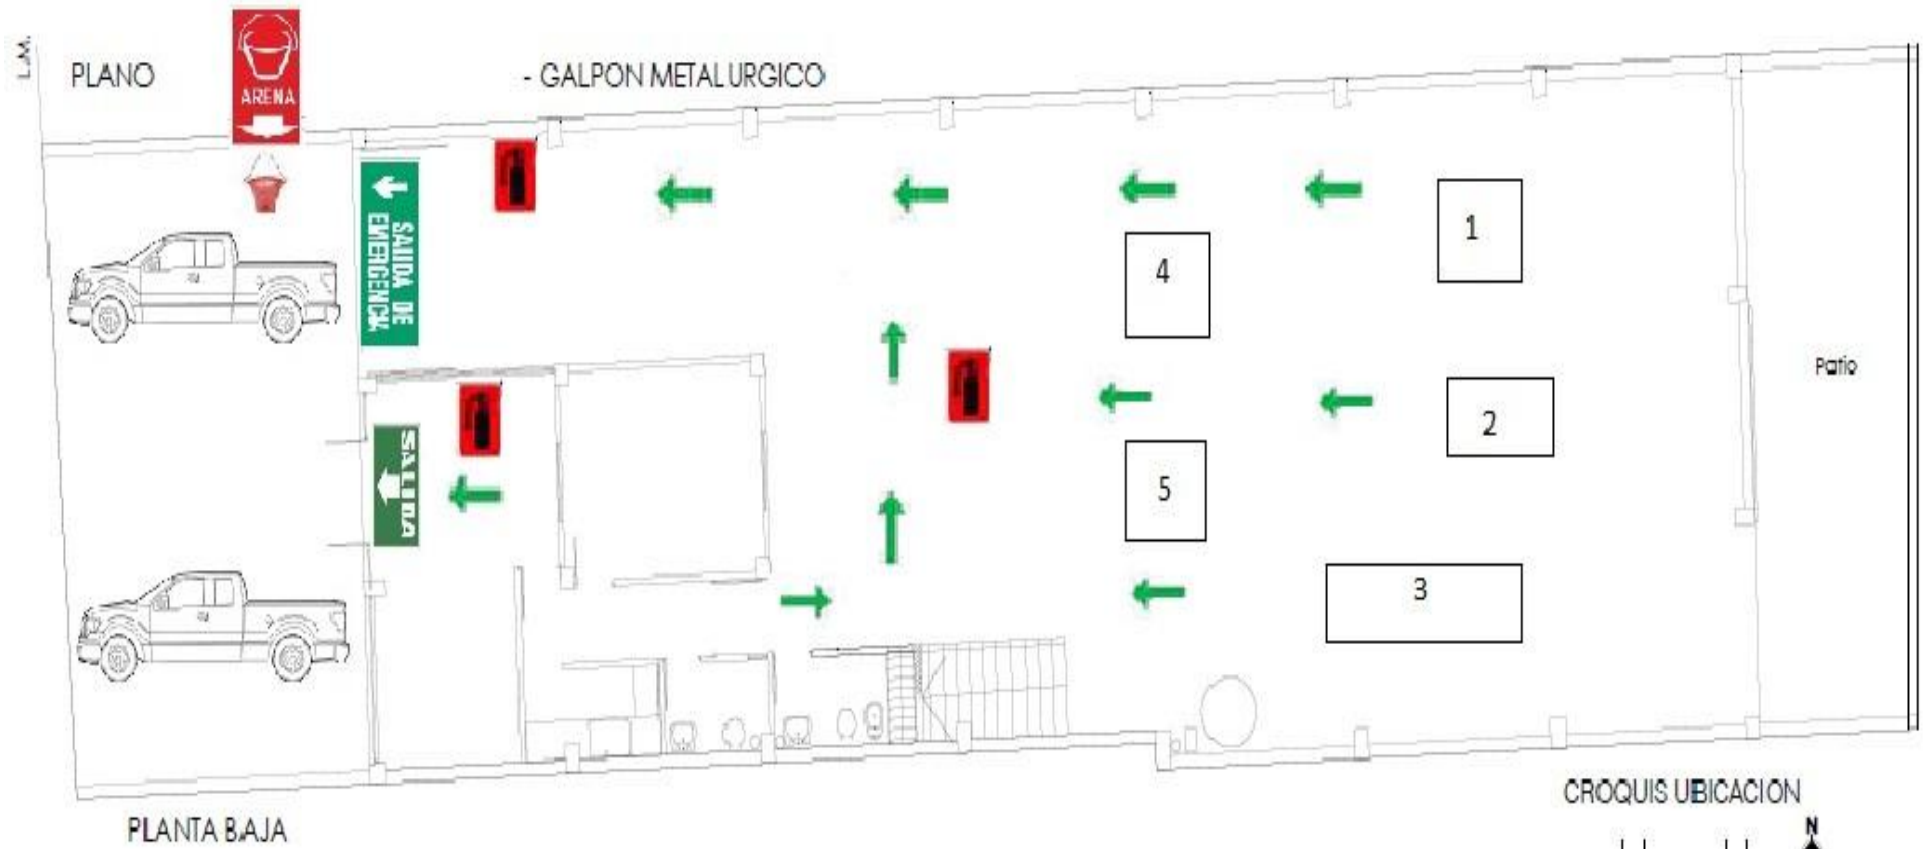 L.M.
PLANO
- GALPON METALURGICO
ARENA
SALIDA DE
EMERGENCIA
SALIDA
1
4
2
5
3
Patio
CROQUIS UBICACION
N
PLANTA BAJA